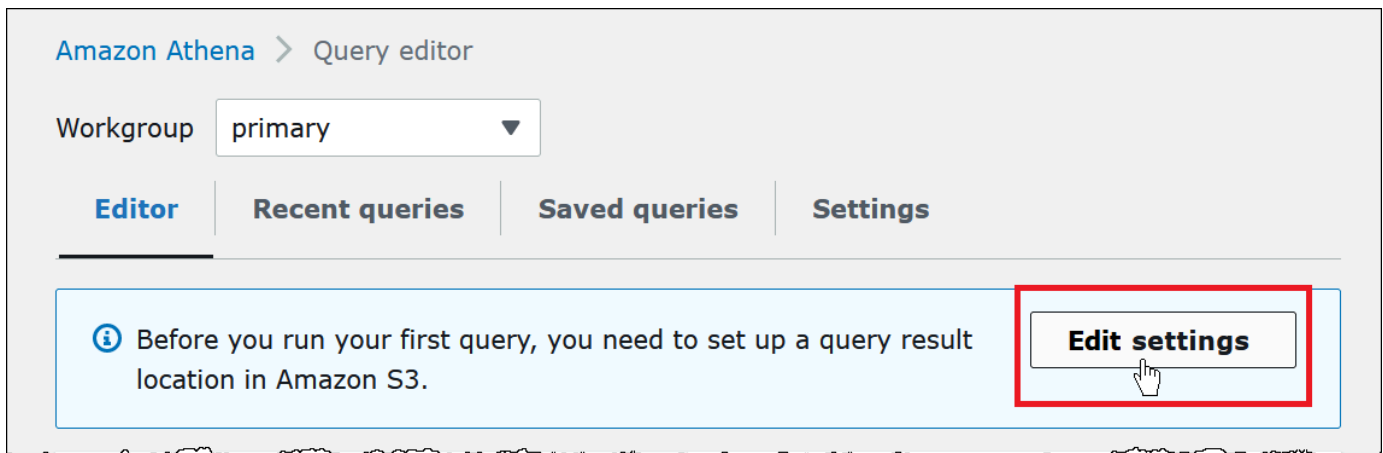 Amazon Athena > Query editor
Workgroup primary
Editor Recent queries Saved queries Settings
Before you run your first query, you need to set up a query result
location in Amazon S3.
Edit settings